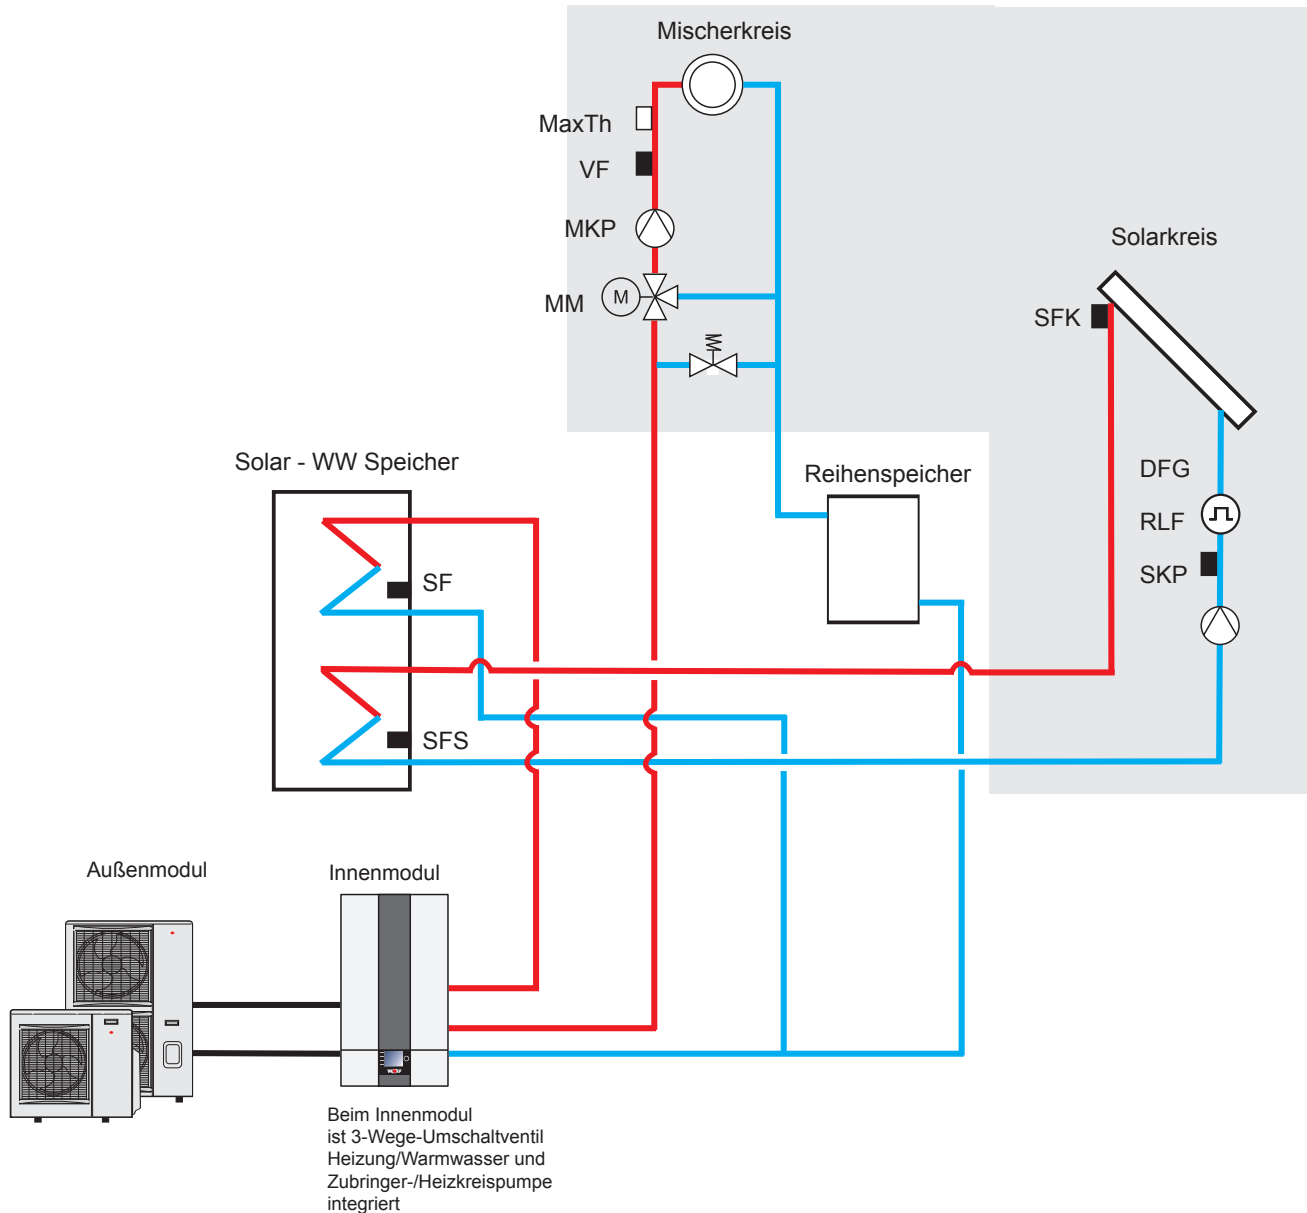 Mischerkreis
MaxTh
VF
MKP
MM
M
Solarkreis
SFK
DFG
RLF
SKP
Solar - WW Speicher
SF
SFS
Reihenspeicher
Außenmodul
Innenmodul
WOLF
Beim Innenmodul
ist 3-Wege-Umschaltventil
Heizung/Warmwasser und
Zubringer-/Heizkreispumpe
integriert